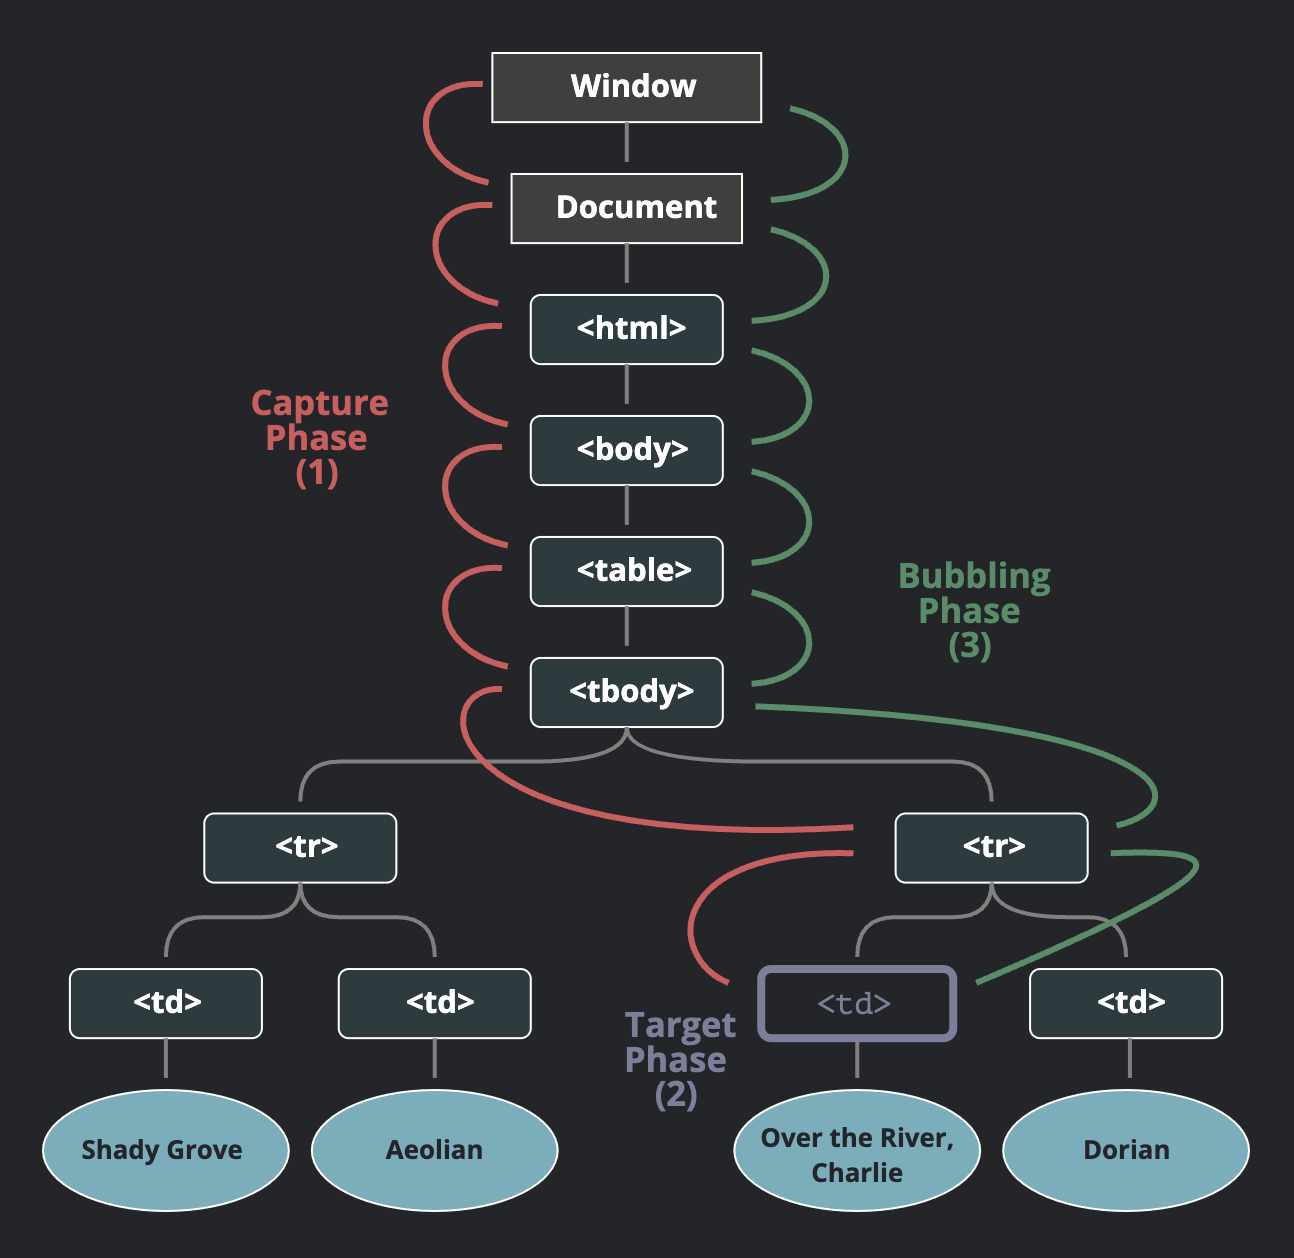 Window
Document
<html>
Capture
Phase
(1)
<body>
<table>
Bubbling
Phase
(3)
<tbody>
<tr>
<tr>
<td>
<td>
<td>
<td>
Target
Phase
(2)
Shady Grove
Aeolian
Over the River,
Charlie
Dorian